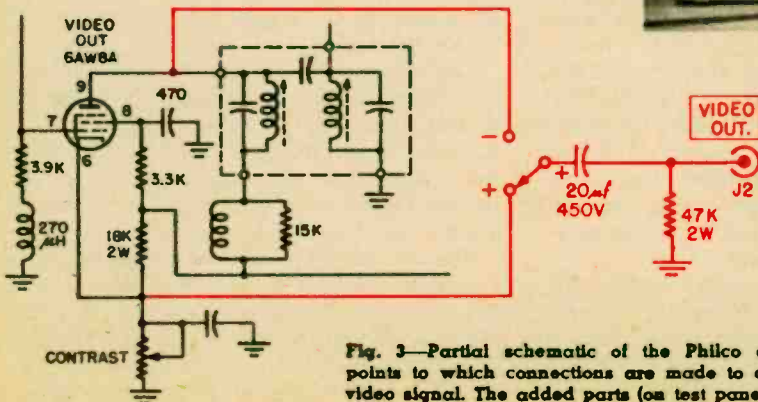 VIDEO
OUT
6AW8A
9
470
7
8
6
3.9K
3.3K
270
µH
18K
2W
15K
CONTRAST
-
+
+
20µf
450V
47K
2W
VIDEO
OUT.
J2
Fig. 3—Partial schematic of the Philco
points to which connections are made to
video signal. The added parts (on test pane